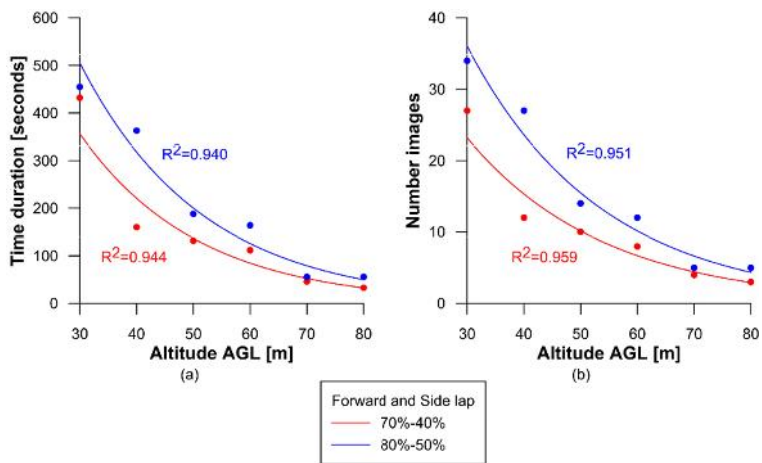 600
500
400
300
200
100
0
Time duration [seconds]
R2=0.940
R2=0.944
30 40 50 60 70 80
Altitude AGL [m]
(a)
40
30
20
10
0
Number images
R2=0.951
R2=0.959
30 40 50 60 70 80
Altitude AGL [m]
(b)
Forward and Side lap
70%-40%
80%-50%